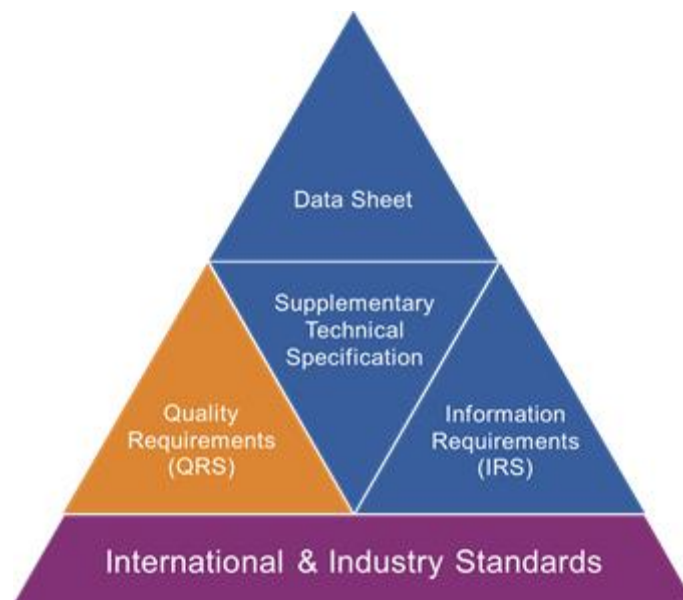 Data Sheet
Supplementary
Technical
Specification
Quality
Requirements
(QRS)
Information
Requirements
(IRS)
International & Industry Standards